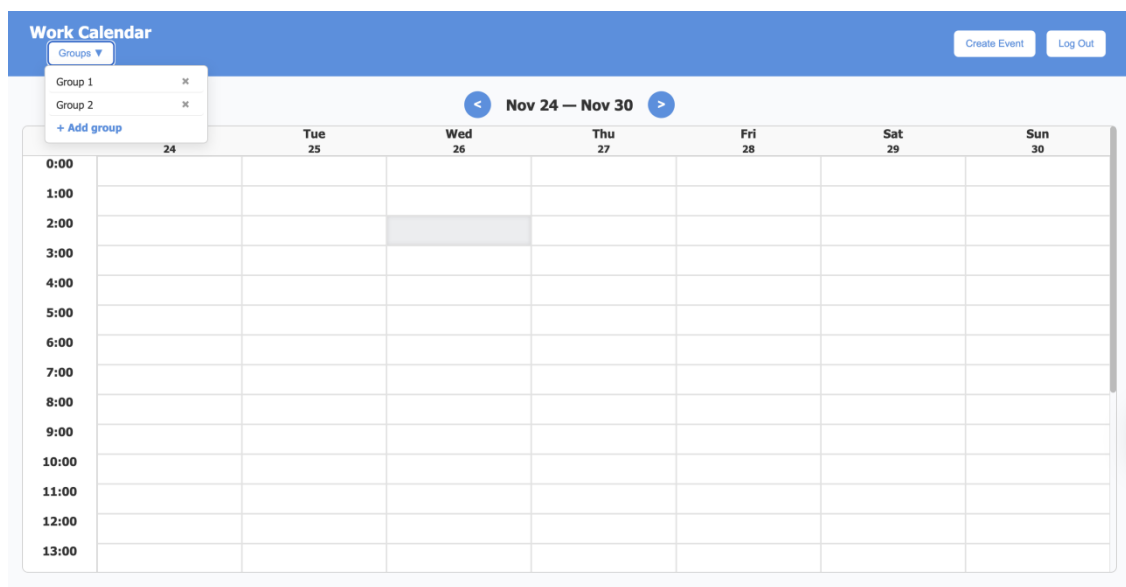 Work Calendar
Groups ▼
Create Event
Log Out
Group 1 ✖
Group 2 ✖
+ Add group
< Nov 24 — Nov 30 >
Tue Wed Thu Fri Sat Sun
24 25 26 27 28 29 30
0:00
1:00
2:00
3:00
4:00
5:00
6:00
7:00
8:00
9:00
10:00
11:00
12:00
13:00